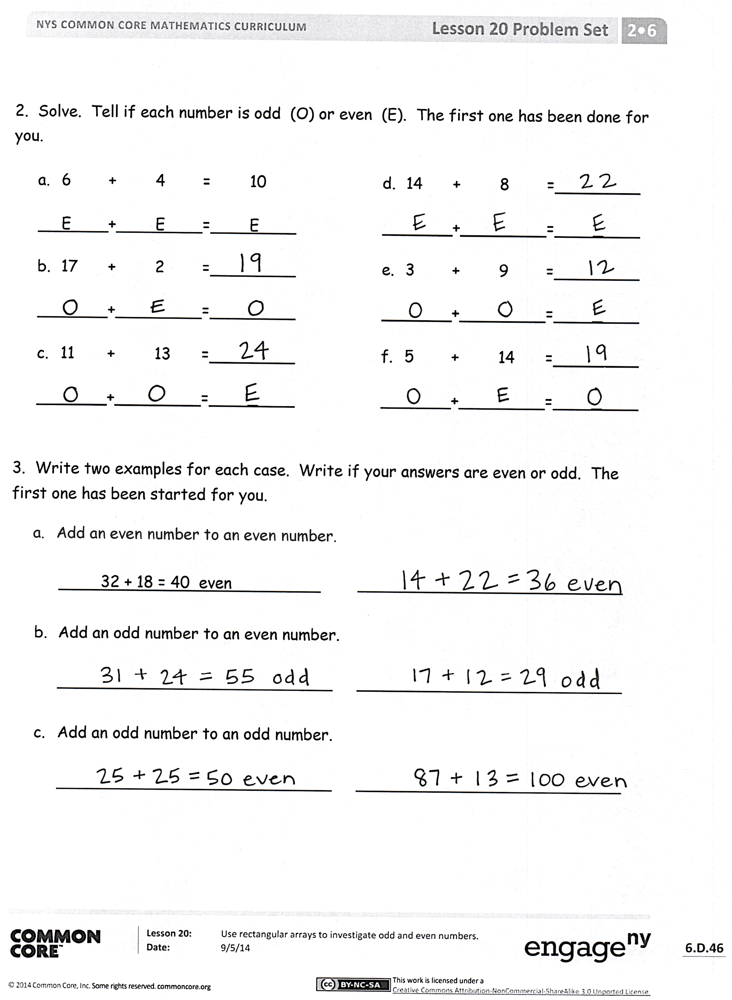 NYS COMMON CORE MATHEMATICS CURRICULUM Lesson 20 Problem Set 2•6
2. Solve. Tell if each number is odd (O) or even (E). The first one has been done for
you.
a. 6 + 4 = 10
E + E = E
b. 17 + 2 = 19
O + E = O
c. 11 + 13 = 24
O + O = E
d. 14 + 8 = 22
E + E = E
e. 3 + 9 = 12
O + O = E
f. 5 + 14 = 19
O + E = O
3. Write two examples for each case. Write if your answers are even or odd. The
first one has been started for you.
a. Add an even number to an even number.
32 + 18 = 40 even 14 + 22 = 36 even
b. Add an odd number to an even number.
31 + 24 = 55 odd 17 + 12 = 29 odd
c. Add an odd number to an odd number.
25 + 25 = 50 even 87 + 13 = 100 even
COMMON
CORE™
Lesson 20: Use rectangular arrays to investigate odd and even numbers.
Date: 9/5/14
engage ny
6.D.46
© 2014 Common Core, Inc. Some rights reserved. commoncore.org
cc BY-NC-SA
This work is licensed under a
Creative Commons Attribution-NonCommercial-ShareAlike 3.0 Unported License.